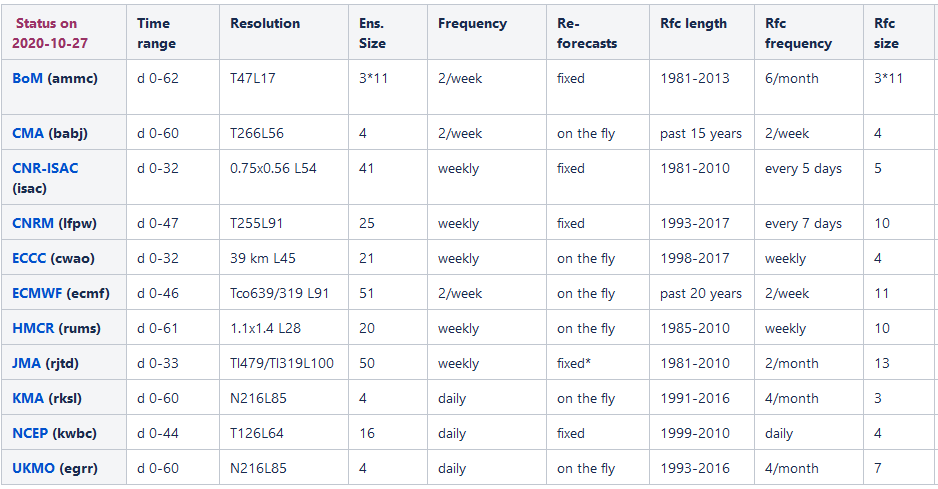 Status on 2020-10-27 Time range Resolution Ens. Size Frequency Re-forecasts Rfc length Rfc frequency Rfc size
BoM (ammc) d 0-62 T47L17 3*11 2/week fixed 1981-2013 6/month 3*11
CMA (babj) d 0-60 T266L56 4 2/week on the fly past 15 years 2/week 4
CNR-ISAC (isac) d 0-32 0.75x0.56 L54 41 weekly fixed 1981-2010 every 5 days 5
CNRM (lfpw) d 0-47 T255L91 25 weekly fixed 1993-2017 every 7 days 10
ECCC (cwao) d 0-32 39 km L45 21 weekly on the fly 1998-2017 weekly 4
ECMWF (ecmf) d 0-46 Tco639/319 L91 51 2/week on the fly past 20 years 2/week 11
HMCR (rums) d 0-61 1.1x1.4 L28 20 weekly on the fly 1985-2010 weekly 10
JMA (rjtd) d 0-33 Tl479/Tl319L100 50 weekly fixed* 1981-2010 2/month 13
KMA (rksl) d 0-60 N216L85 4 daily on the fly 1991-2016 4/month 3
NCEP (kwbc) d 0-44 T126L64 16 daily fixed 1999-2010 daily 4
UKMO (egrr) d 0-60 N216L85 4 daily on the fly 1993-2016 4/month 7